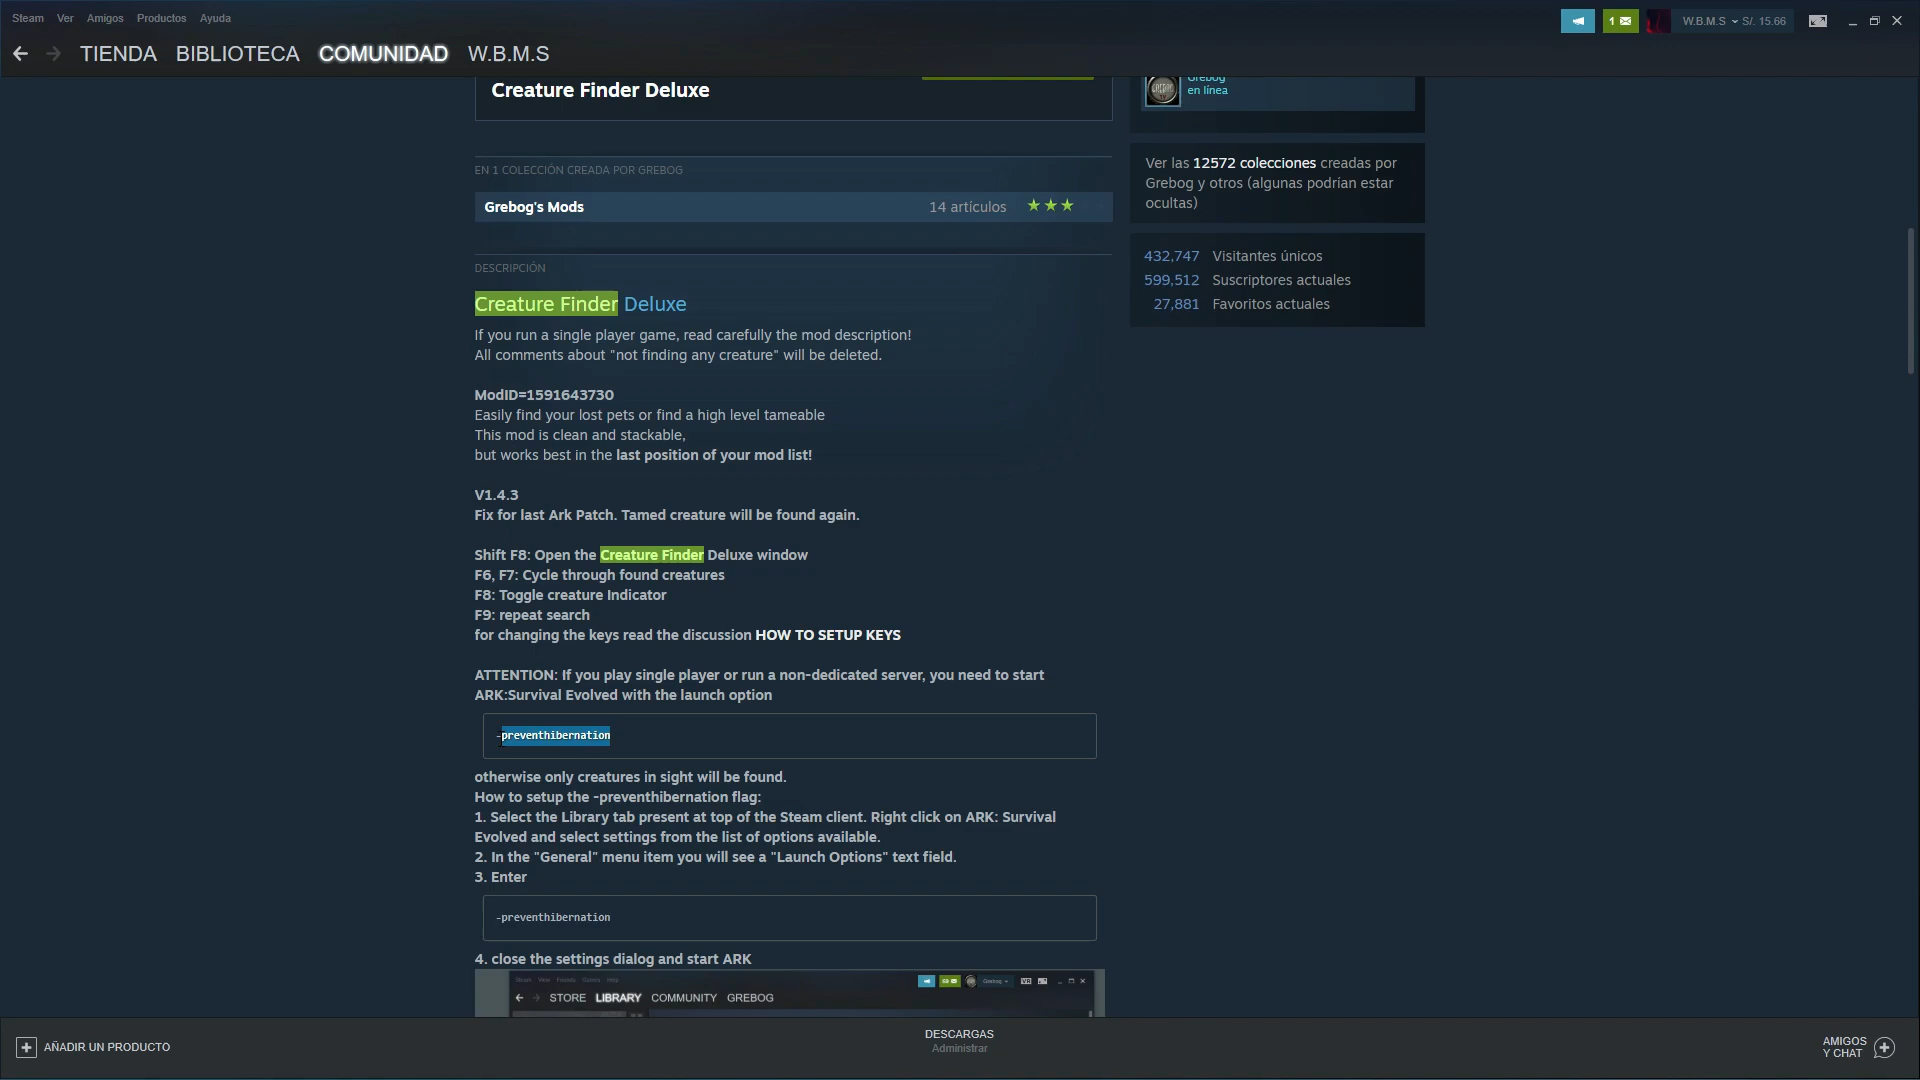 Steam Ver Amigos Productos Ayuda
1 W.B.M.S S/. 15.66
TIENDA BIBLIOTECA COMUNIDAD W.B.M.S
Creature Finder Deluxe
Grebog
en línea
EN 1 COLECCIÓN CREADA POR GREBOG
Grebog's Mods 14 artículos
Ver las 12572 colecciones creadas por
Grebog y otros (algunas podrían estar
ocultas)
432,747 Visitantes únicos
599,512 Suscriptores actuales
27,881 Favoritos actuales
DESCRIPCIÓN
Creature Finder Deluxe
If you run a single player game, read carefully the mod description!
All comments about "not finding any creature" will be deleted.
ModID=1591643730
Easily find your lost pets or find a high level tameable
This mod is clean and stackable,
but works best in the last position of your mod list!
V1.4.3
Fix for last Ark Patch. Tamed creature will be found again.
Shift F8: Open the Creature Finder Deluxe window
F6, F7: Cycle through found creatures
F8: Toggle creature Indicator
F9: repeat search
for changing the keys read the discussion HOW TO SETUP KEYS
ATTENTION: If you play single player or run a non-dedicated server, you need to start
ARK:Survival Evolved with the launch option
-preventhibernation
otherwise only creatures in sight will be found.
How to setup the -preventhibernation flag:
1. Select the Library tab present at top of the Steam client. Right click on ARK: Survival
Evolved and select settings from the list of options available.
2. In the "General" menu item you will see a "Launch Options" text field.
3. Enter
-preventhibernation
4. close the settings dialog and start ARK
Steam View Friends Games Help
Grebog VR
STORE LIBRARY COMMUNITY GREBOG
AÑADIR UN PRODUCTO
DESCARGAS
Administrar
AMIGOS
Y CHAT